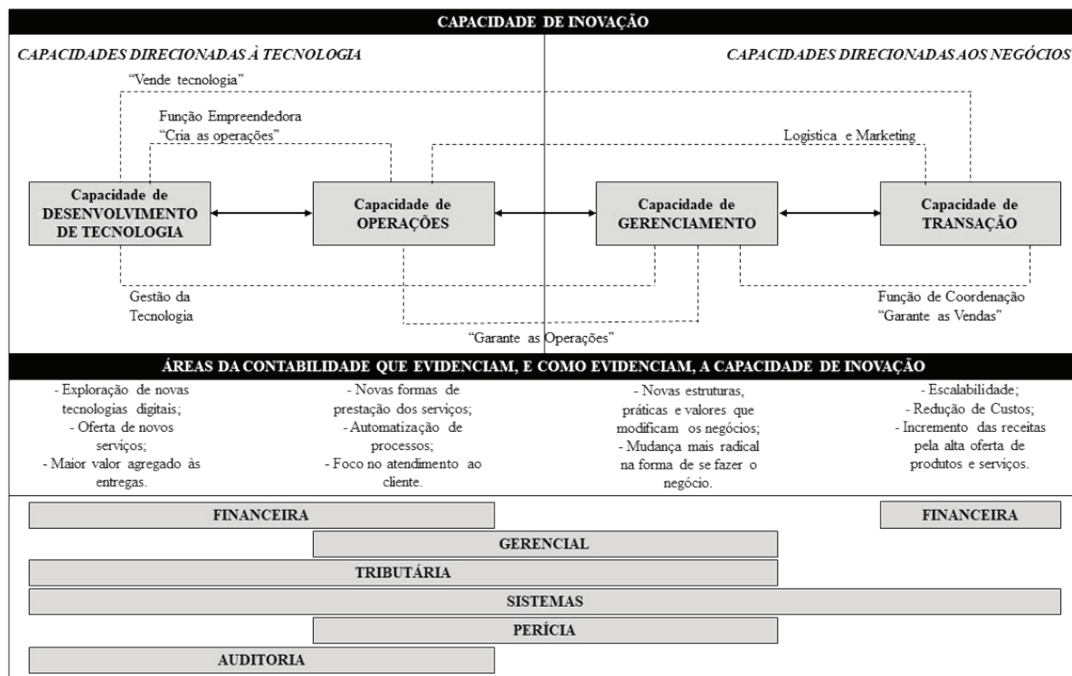 CAPACIDADE DE INOVAÇÃO
CAPACIDADES DIRECIONADAS À TECNOLOGIA
CAPACIDADES DIRECIONADAS AOS NEGÓCIOS
“Vende tecnologia”
Função Empreendedora
“Cria as operações”
Logistica e Marketing
Capacidade de
DESENVOLVIMENTO
DE TECNOLOGIA
Capacidade de
OPERAÇÕES
Capacidade de
GERENCIAMENTO
Capacidade de
TRANSAÇÃO
Gestão da
Tecnologia
Função de Coordenação
“Garante as Vendas”
“Garante as Operações”
ÁREAS DA CONTABILIDADE QUE EVIDENCIAM, E COMO EVIDENCIAM, A CAPACIDADE DE INOVAÇÃO
- Exploração de novas
tecnologias digitais;
- Oferta de novos
serviços;
- Maior valor agregado às
entregas.
- Novas formas de
prestação dos serviços;
- Automatização de
processos;
- Foco no atendimento ao
cliente.
- Novas estruturas,
práticas e valores que
modificam os negócios;
- Mudança mais radical
na forma de se fazer o
negócio.
- Escalabilidade;
- Redução de Custos;
- Incremento das receitas
pela alta oferta de
produtos e serviços.
FINANCEIRA
FINANCEIRA
GERENCIAL
TRIBUTÁRIA
SISTEMAS
PERÍCIA
AUDITORIA